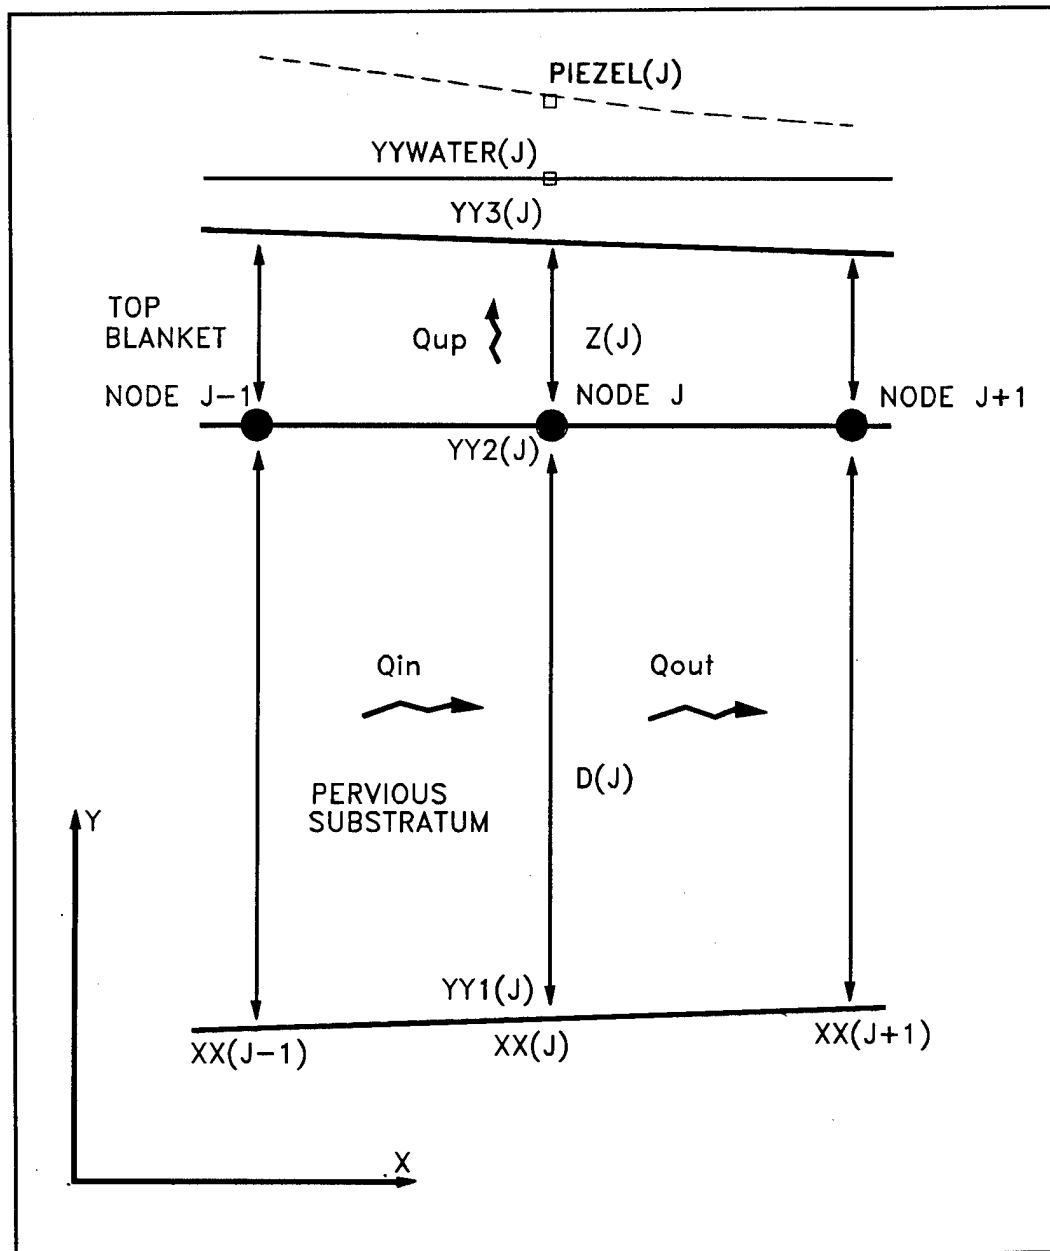 PIEZEL(J)
YYWATER(J)
YY3(J)
TOP
BLANKET
Qup
Z(J)
NODE J-1
NODE J
NODE J+1
YY2(J)
Qin
Qout
D(J)
PERVIOUS
SUBSTRATUM
Y
YY1(J)
XX(J-1)
XX(J)
XX(J+1)
X